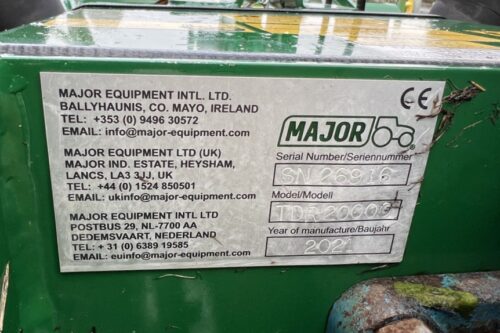 MAJOR EQUIPMENT INTL. LTD.
BALLYHAUNIS, CO. MAYO, IRELAND
TEL: +353 (0) 9496 30572
EMAIL: info@major-equipment.com
MAJOR EQUIPMENT LTD (UK)
MAJOR IND. ESTATE, HEYSHAM,
LANCS, LA3 3JJ, UK
TEL: +44 (0) 1524 850501
EMAIL: ukinfo@major-equipment.com
MAJOR EQUIPMENT INTL LTD
POSTBUS 29, NL-7700 AA
DEDEMSVAART, NEDERLAND
TEL: + 31 (0) 6389 19585
EMAIL: euinfo@major-equipment.com
CE
MAJOR
Serial Number/Seriennummer
SN 26916
Model/Modell
Year of manufacture/Baujahr